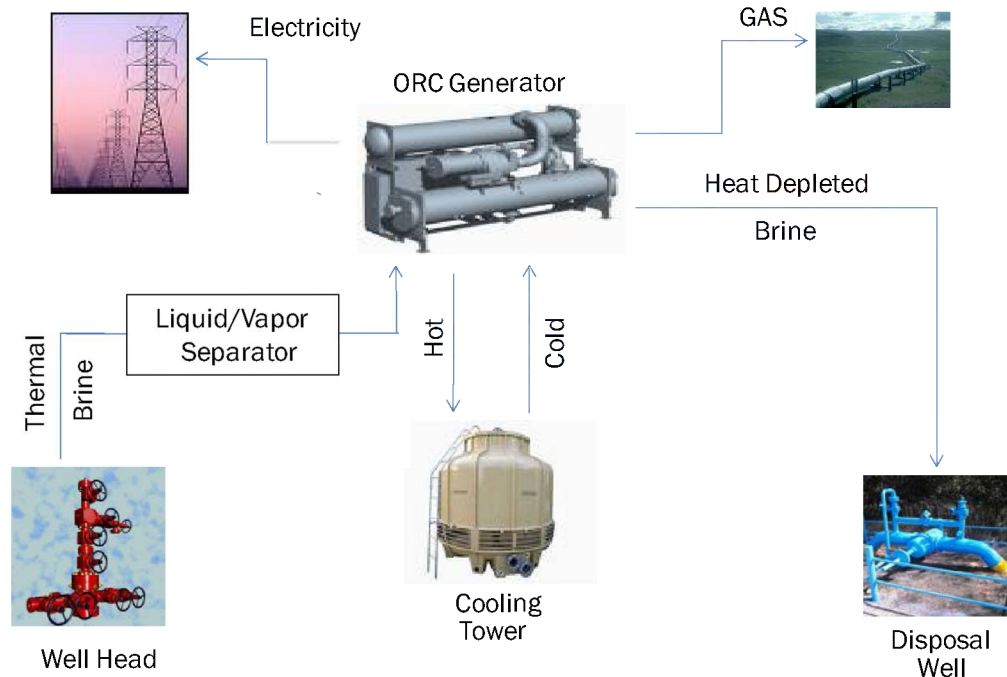 Electricity
GAS
ORC Generator
Heat Depleted
Brine
Liquid/Vapor
Separator
Thermal
Brine
Hot
Cold
Cooling
Tower
Well Head
Disposal
Well